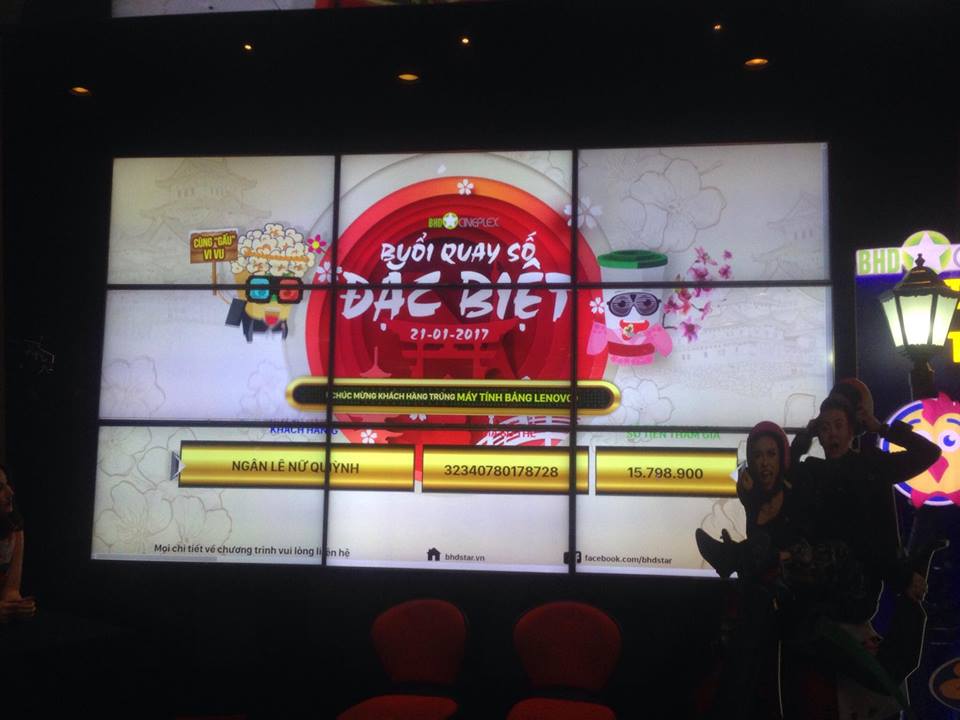 BHD CINEPLEX
CÙNG "GẤU"
VI VU
BUỔI QUAY SỐ
ĐẶC BIỆT
21-01-2017
CHÚC MỪNG KHÁCH HÀNG TRÚNG MÁY TÍNH BẢNG LENOVO
KHÁCH HÀNG
SỐ TIỀN THAM GIA
NGÂN LÊ NỮ QUỲNH
32340780178728
15.798.900
Mọi chi tiết về chương trình vui lòng liên hệ
bhdstar.vn
facebook.com/bhdstar
BHD